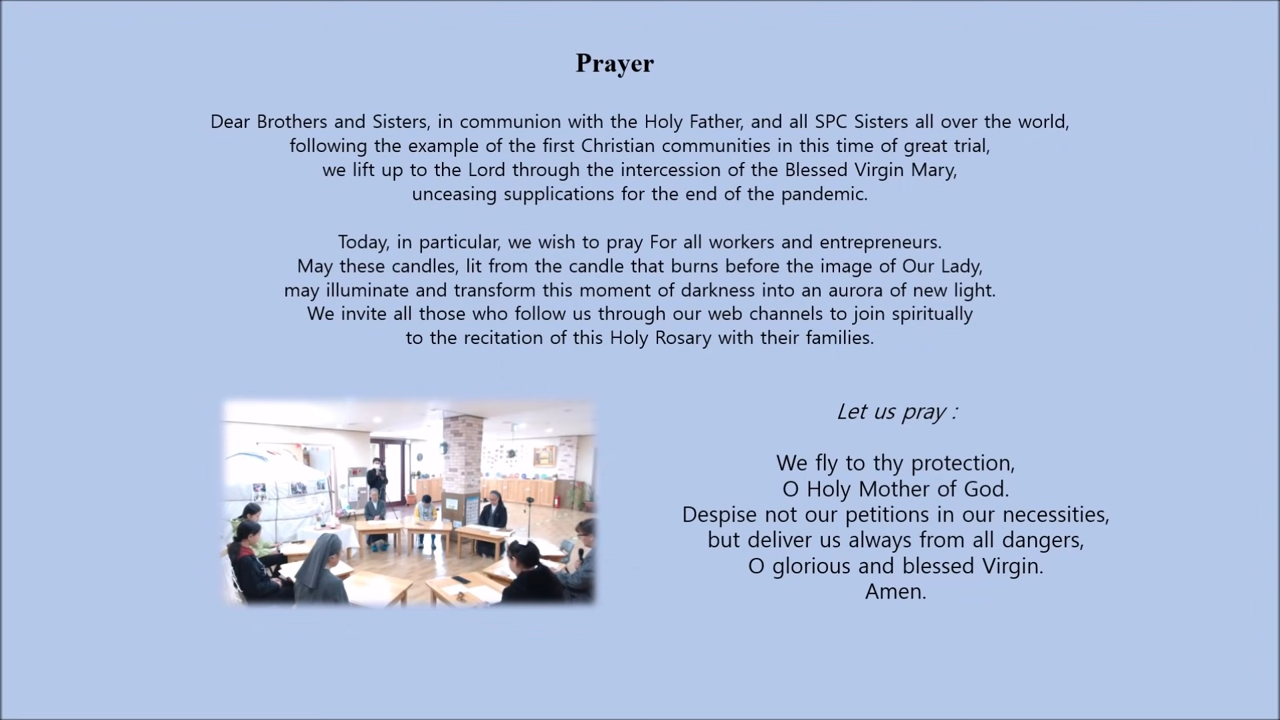 Prayer
Dear Brothers and Sisters, in communion with the Holy Father, and all SPC Sisters all over the world,
following the example of the first Christian communities in this time of great trial,
we lift up to the Lord through the intercession of the Blessed Virgin Mary,
unceasing supplications for the end of the pandemic.
Today, in particular, we wish to pray For all workers and entrepreneurs.
May these candles, lit from the candle that burns before the image of Our Lady,
may illuminate and transform this moment of darkness into an aurora of new light.
We invite all those who follow us through our web channels to join spiritually
to the recitation of this Holy Rosary with their families.
Let us pray :
We fly to thy protection,
O Holy Mother of God.
Despise not our petitions in our necessities,
but deliver us always from all dangers,
O glorious and blessed Virgin.
Amen.